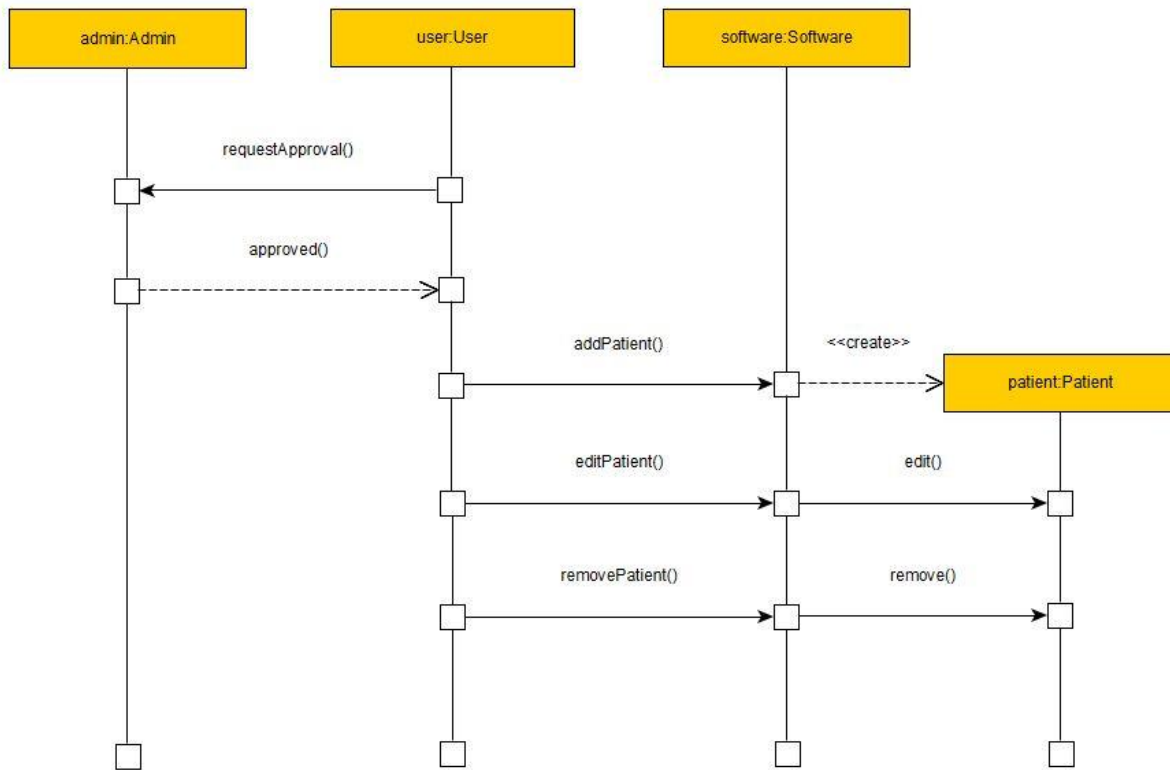 admin:Admin
user:User
software:Software
requestApproval()
approved()
addPatient()
<<create>>
patient:Patient
editPatient()
edit()
removePatient()
remove()